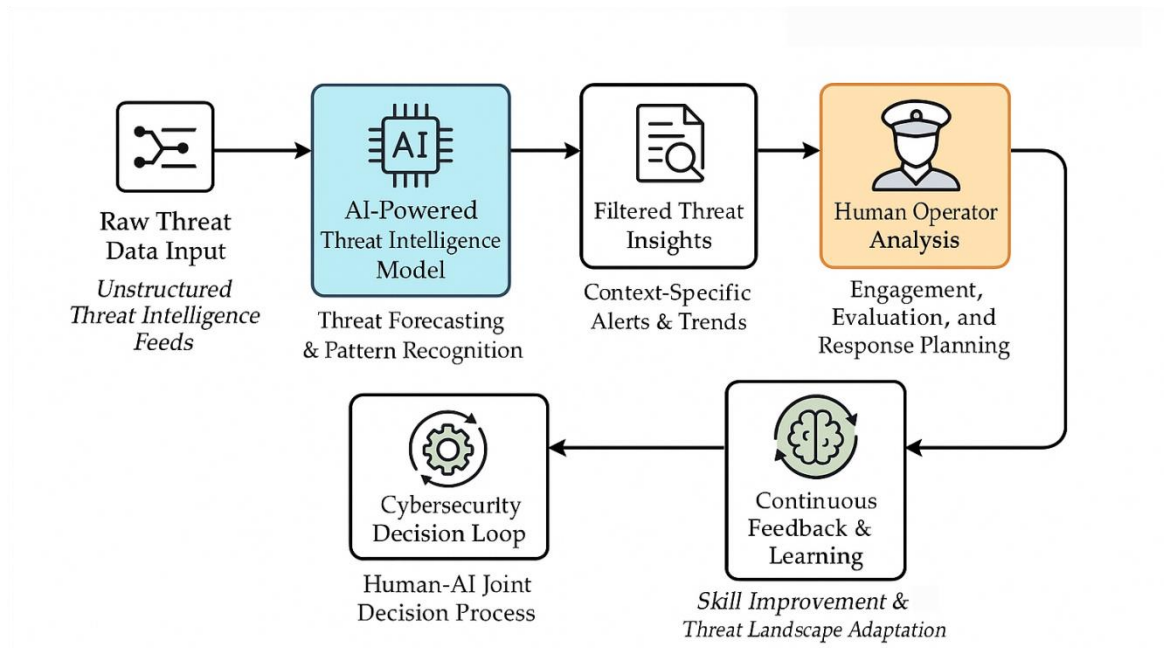 Raw Threat
Data Input
Unstructured
Threat Intelligence
Feeds
AI
AI-Powered
Threat Intelligence
Model
Threat Forecasting
& Pattern Recognition
Filtered Threat
Insights
Context-Specific
Alerts & Trends
Human Operator
Analysis
Engagement,
Evaluation, and
Response Planning
Continuous
Feedback &
Learning
Skill Improvement &
Threat Landscape Adaptation
Cybersecurity
Decision Loop
Human-AI Joint
Decision Process